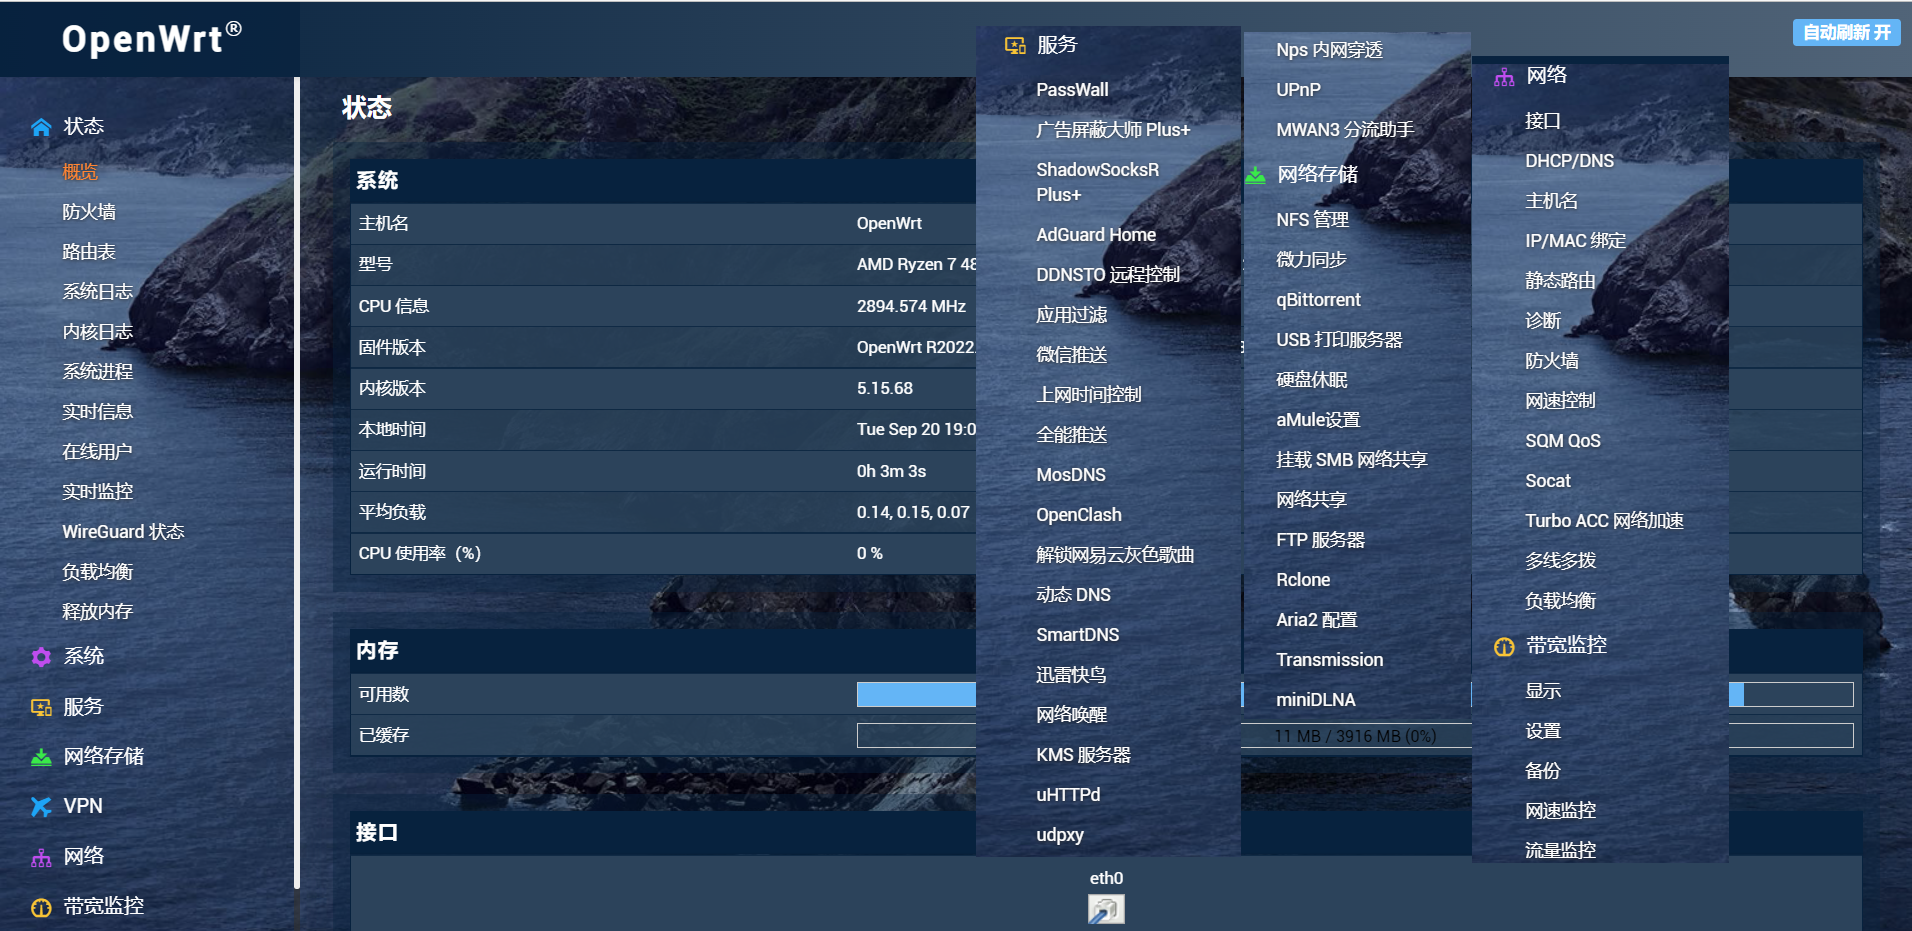 OpenWrt®
自动刷新 开
状态
概览
防火墙
路由表
系统日志
内核日志
系统进程
实时信息
在线用户
实时监控
WireGuard 状态
负载均衡
释放内存
系统
服务
网络存储
VPN
网络
带宽监控
状态
系统
主机名
OpenWrt
型号
AMD Ryzen 7 48
CPU 信息
2894.574 MHz
固件版本
OpenWrt R2022.
内核版本
5.15.68
本地时间
Tue Sep 20 19:0
运行时间
0h 3m 3s
平均负载
0.14, 0.15, 0.07
CPU 使用率（%）
0 %
内存
可用数
已缓存
11 MB / 3916 MB (0%)
接口
eth0
服务
PassWall
广告屏蔽大师 Plus+
ShadowSocksR
Plus+
AdGuard Home
DDNSTO 远程控制
应用过滤
微信推送
上网时间控制
全能推送
MosDNS
OpenClash
解锁网易云灰色歌曲
动态 DNS
SmartDNS
迅雷快鸟
网络唤醒
KMS 服务器
uHTTPd
udpxy
Nps 内网穿透
UPnP
MWAN3 分流助手
网络存储
NFS 管理
微力同步
qBittorrent
USB 打印服务器
硬盘休眠
aMule设置
挂载 SMB 网络共享
网络共享
FTP 服务器
Rclone
Aria2 配置
Transmission
miniDLNA
网络
接口
DHCP/DNS
主机名
IP/MAC 绑定
静态路由
诊断
防火墙
网速控制
SQM QoS
Socat
Turbo ACC 网络加速
多线多拨
负载均衡
带宽监控
显示
设置
备份
网速监控
流量监控